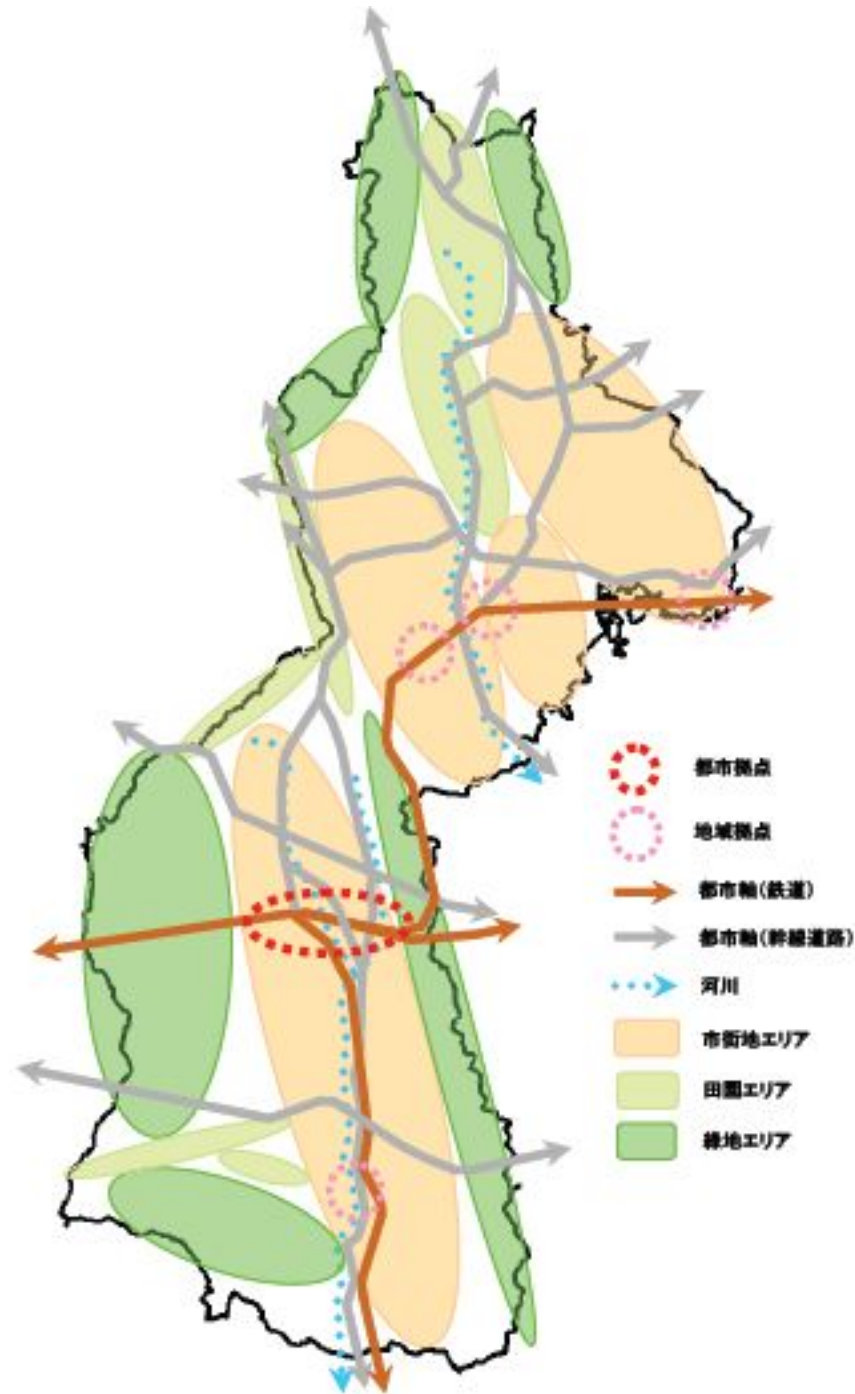 都市拠点
地域拠点
都市軸(鉄道)
都市軸(幹線道路)
河川
市街地エリア
田園エリア
緑地エリア